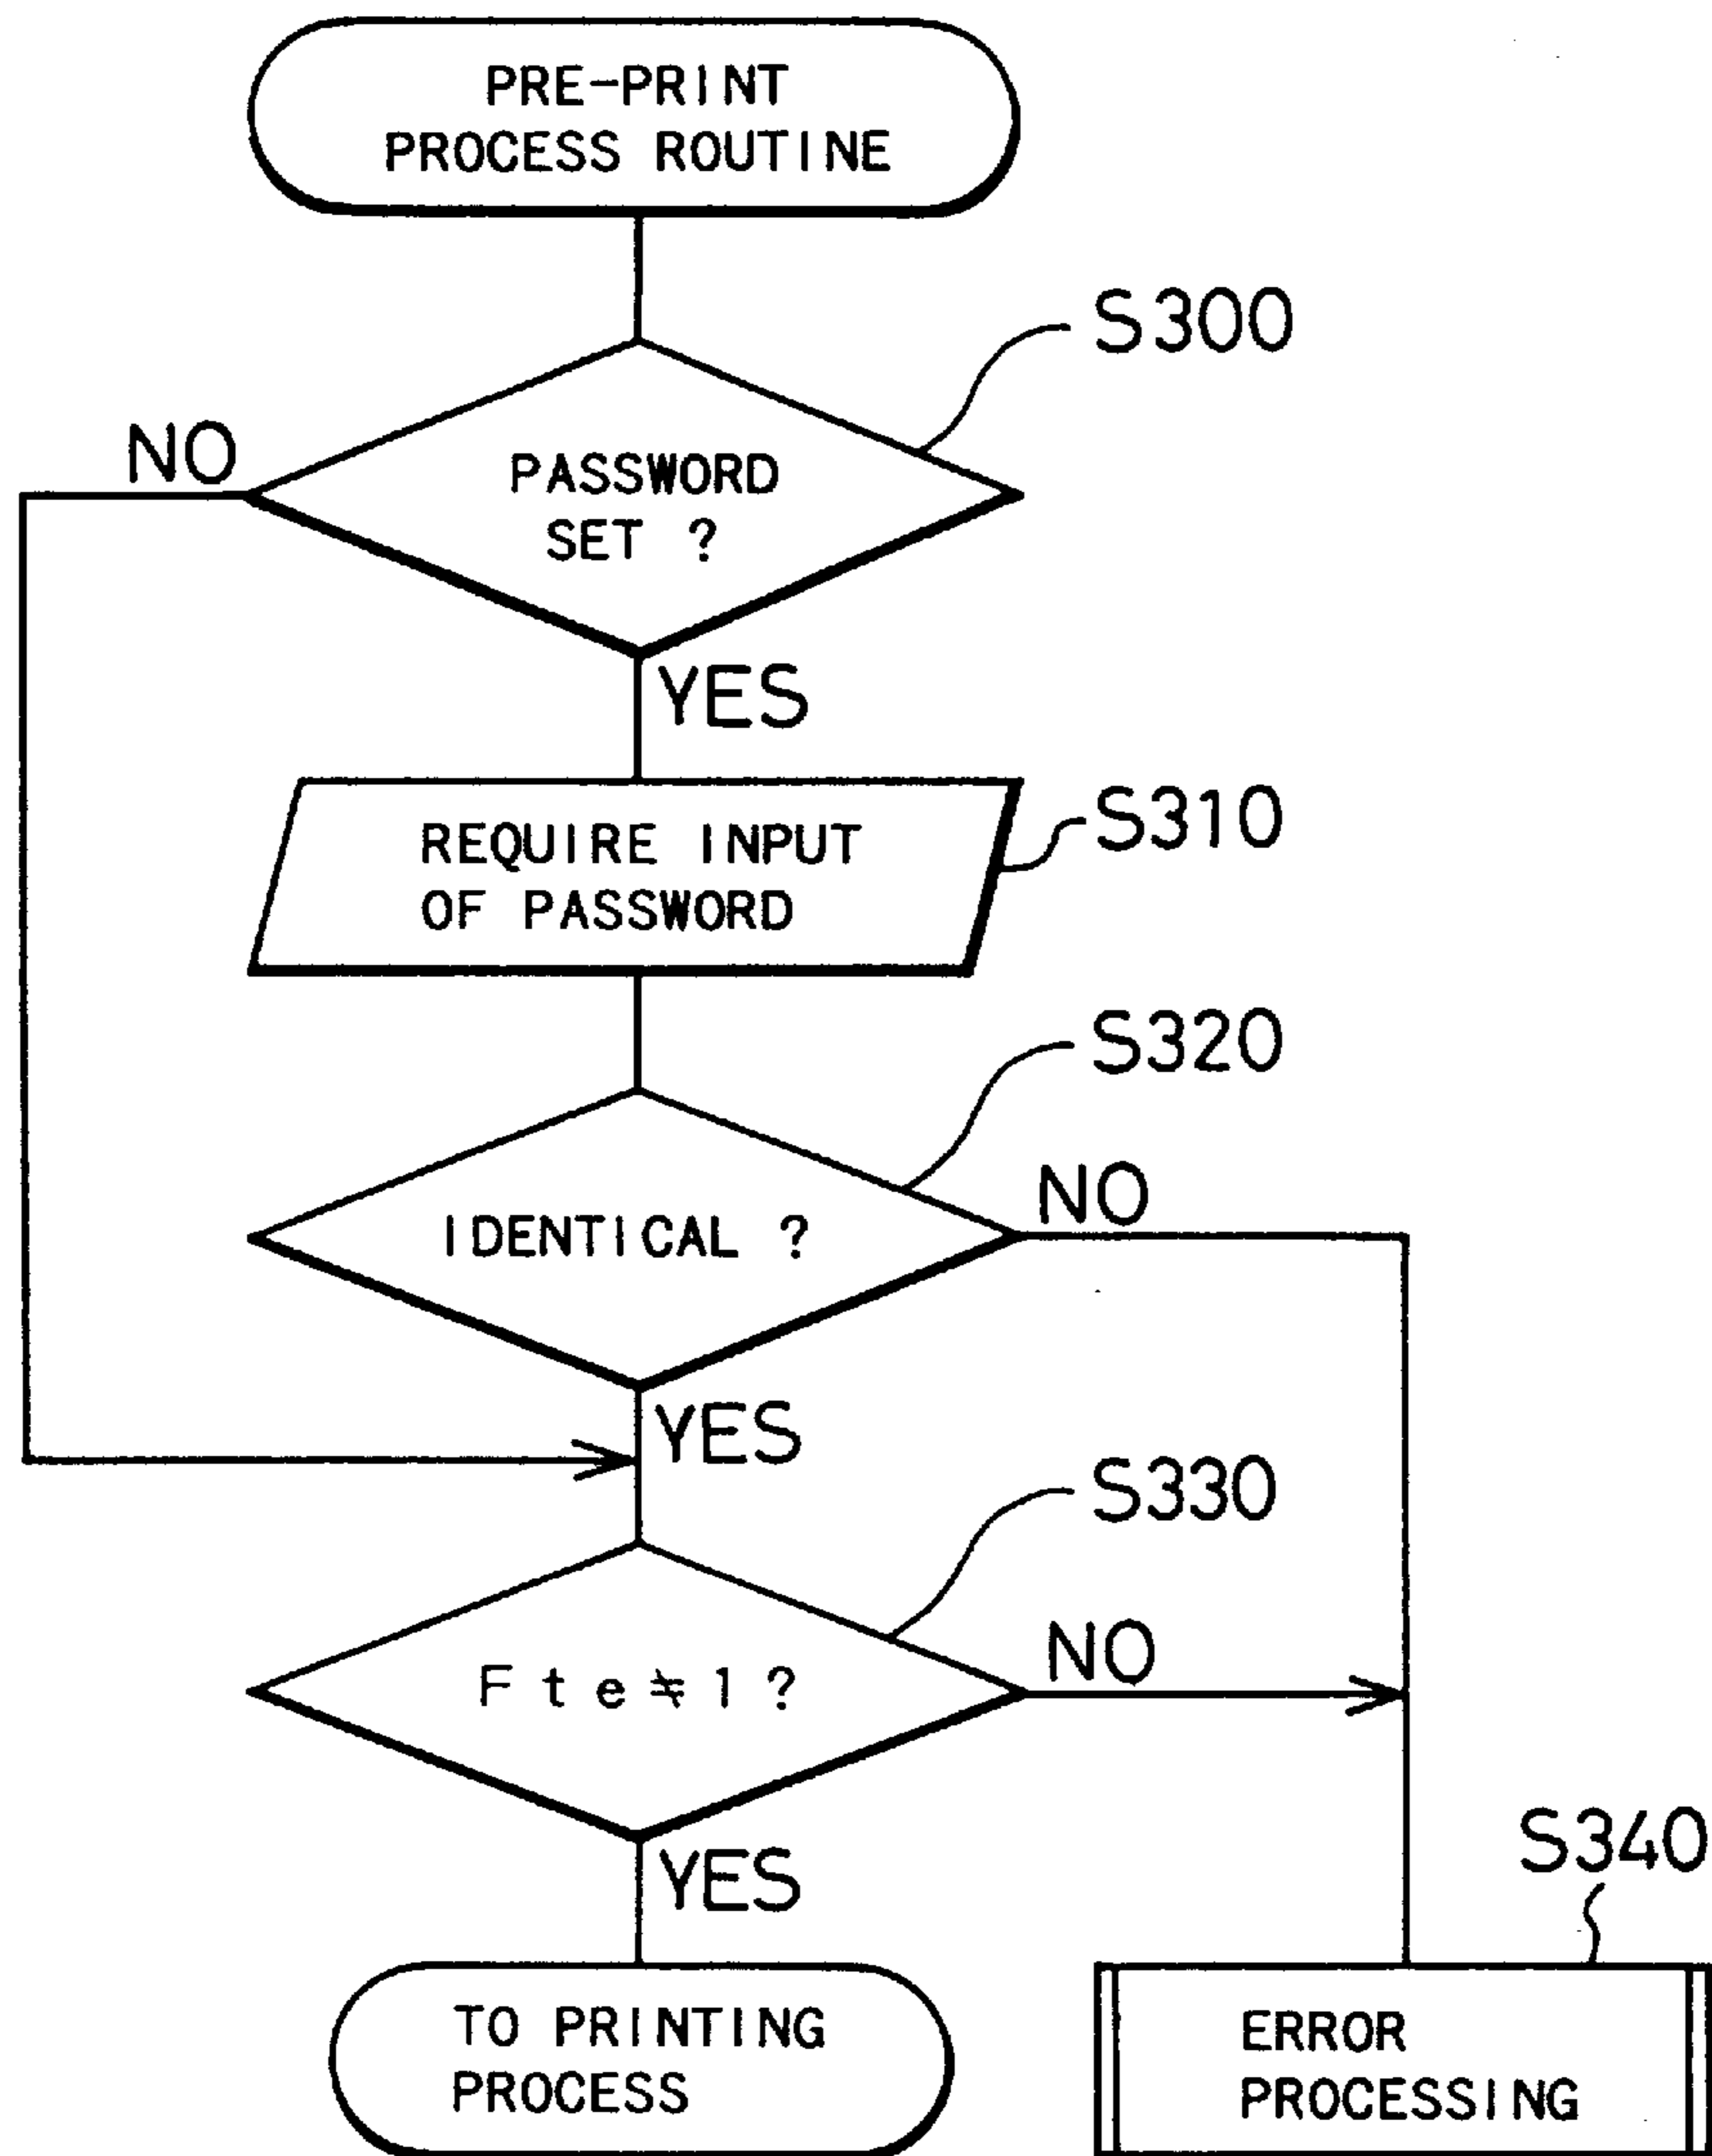 PRE-PRINT
PROCESS ROUTINE
S300
NO
PASSWORD
SET ?
YES
REQUIRE INPUT
OF PASSWORD
S310
S320
NO
IDENTICAL ?
YES
S330
NO
Fte≒1?
YES
S340
TO PRINTING
PROCESS
ERROR
PROCESSING